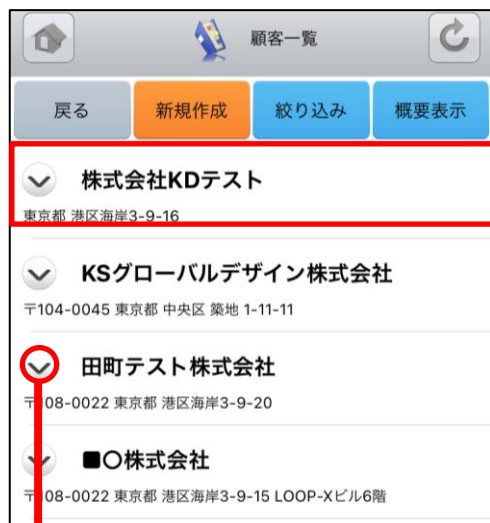 顧客一覧
戻る 新規作成 絞り込み 概要表示
株式会社KDテスト
東京都 港区海岸3-9-16
KSグローバルデザイン株式会社
〒104-0045 東京都 中央区 築地 1-11-11
田町テスト株式会社
〒108-0022 東京都 港区海岸3-9-20
■〇株式会社
〒108-0022 東京都 港区海岸3-9-15 LOOP-Xビル6階